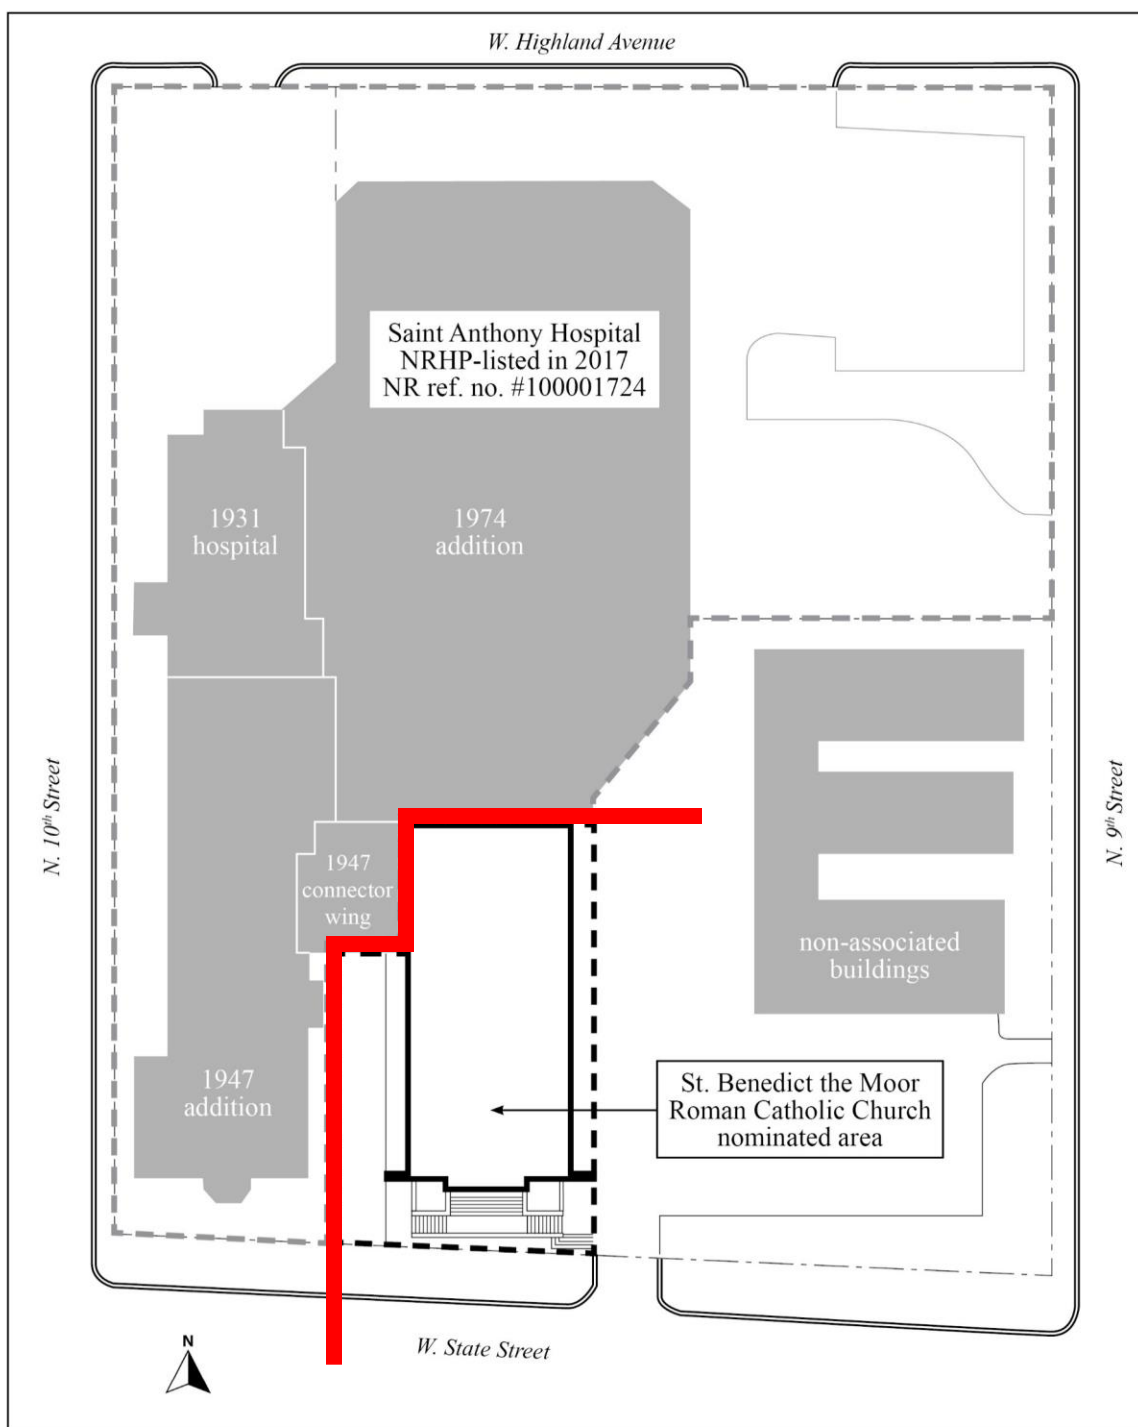 W. Highland Avenue
Saint Anthony Hospital
NRHP-listed in 2017
NR ref. no. #100001724
1931
hospital
1974
addition
N. 10th Street
N. 9th Street
1947
connector
wing
non-associated
buildings
1947
addition
St. Benedict the Moor
Roman Catholic Church
nominated area
W. State Street
N